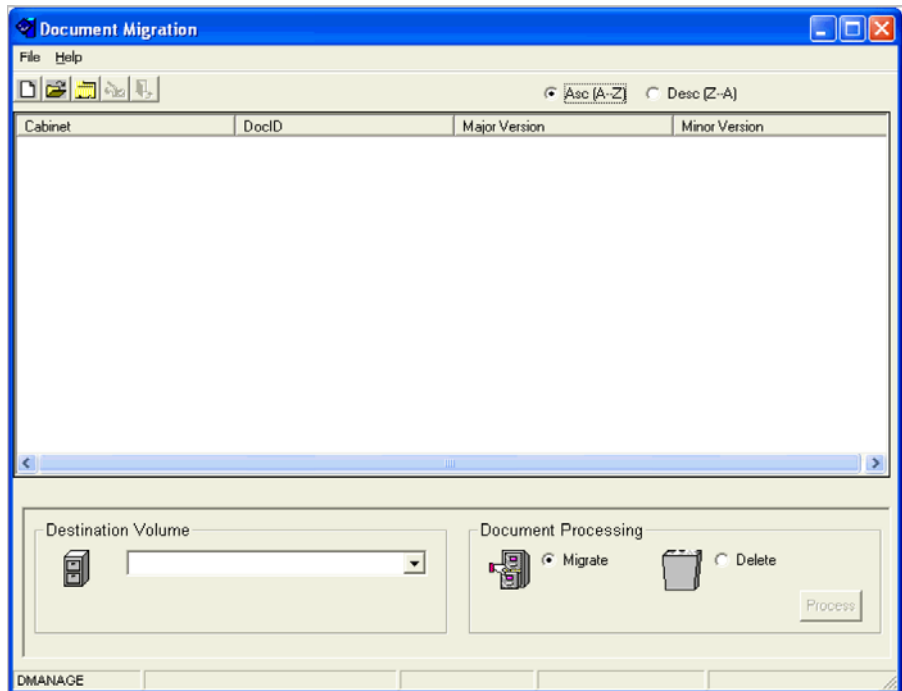 Document Migration
File Help
Asc (A--Z) Desc (Z--A)
Cabinet DocID Major Version Minor Version
Destination Volume Document Processing
Migrate Delete
Process
DMANAGE